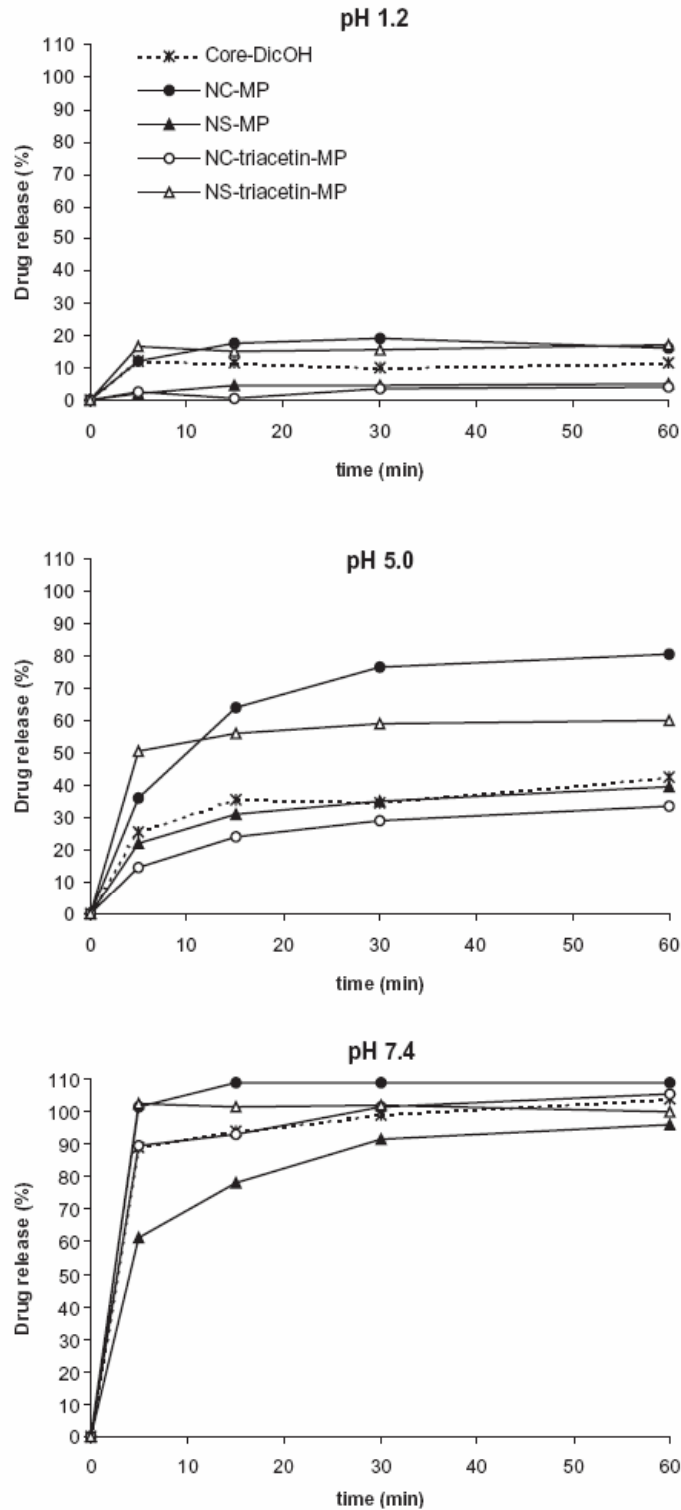 pH 1.2
110
100
90
80
70
60
50
40
30
20
10
0
Drug release (%)
Core-DicOH
NC-MP
NS-MP
NC-triacetin-MP
NS-triacetin-MP
0 10 20 30 40 50 60
time (min)
pH 5.0
110
100
90
80
70
60
50
40
30
20
10
0
Drug release (%)
0 10 20 30 40 50 60
time (min)
pH 7.4
110
100
90
80
70
60
50
40
30
20
10
0
Drug release (%)
0 10 20 30 40 50 60
time (min)